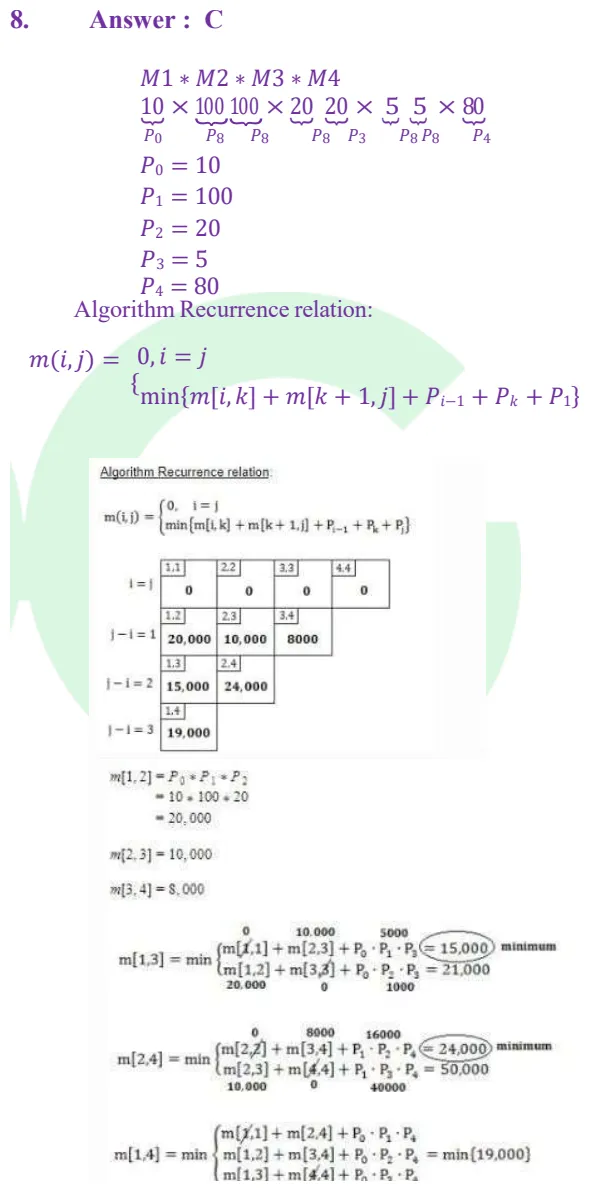 8. Answer : C
M1 ∗ M2 ∗ M3 ∗ M4
10 × 100 100 × 20 20 × 5 5 × 80
P0 P8 P8 P8 P3 P8 P8 P4
P0 = 10
P1 = 100
P2 = 20
P3 = 5
P4 = 80
Algorithm Recurrence relation:
m(i, j) = { 0, i = j
min{m[i, k] + m[k + 1, j] + Pi−1 + Pk + P1}
Algorithm Recurrence relation:
m(i,j) = { 0, i = j
min{m[i,k] + m[k + 1,j] + Pi−1 + Pk + Pj}
i = j 1,1 0 2.2 0 3,3 0 4.4 0
j − i = 1 1,2 20,000 2,3 10,000 3,4 8000
j − i = 2 1,3 15,000 2,4 24,000
j − i = 3 1,4 19,000
m[1,2] = P0 * P1 * P2
= 10 * 100 * 20
= 20,000
m[2,3] = 10,000
m[3,4] = 8,000
0 10.000 5000
m[1,3] = min { m[1,1] + m[2,3] + P0 · P1 · P3 = 15,000 minimum
m[1,2] + m[3,3] + P0 · P2 · P3 = 21,000
20,000 0 1000
0 8000 16000
m[2,4] = min { m[2,2] + m[3,4] + P1 · P2 · P4 = 24,000 minimum
m[2,3] + m[4,4] + P1 · P3 · P4 = 50,000
10,000 0 40000
m[1,1] + m[2,4] + P0 · P1 · P4
m[1,4] = min { m[1,2] + m[3,4] + P0 · P2 · P4 = min{19,000}
m[1,3] + m[4,4] + P0 · P3 · P4